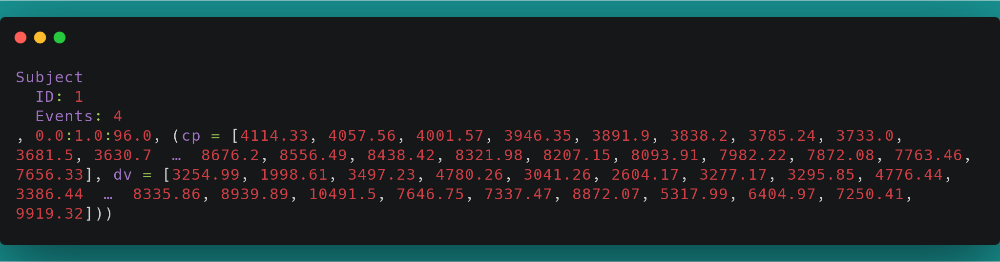 Subject
  ID: 1
  Events: 4
, 0.0:1.0:96.0, (cp = [4114.33, 4057.56, 4001.57, 3946.35, 3891.9, 3838.2, 3785.24, 3733.0,
3681.5, 3630.7  …  8676.2, 8556.49, 8438.42, 8321.98, 8207.15, 8093.91, 7982.22, 7872.08, 7763.46,
7656.33], dv = [3254.99, 1998.61, 3497.23, 4780.26, 3041.26, 2604.17, 3277.17, 3295.85, 4776.44,
3386.44  …  8335.86, 8939.89, 10491.5, 7646.75, 7337.47, 8872.07, 5317.99, 6404.97, 7250.41,
9919.32]))